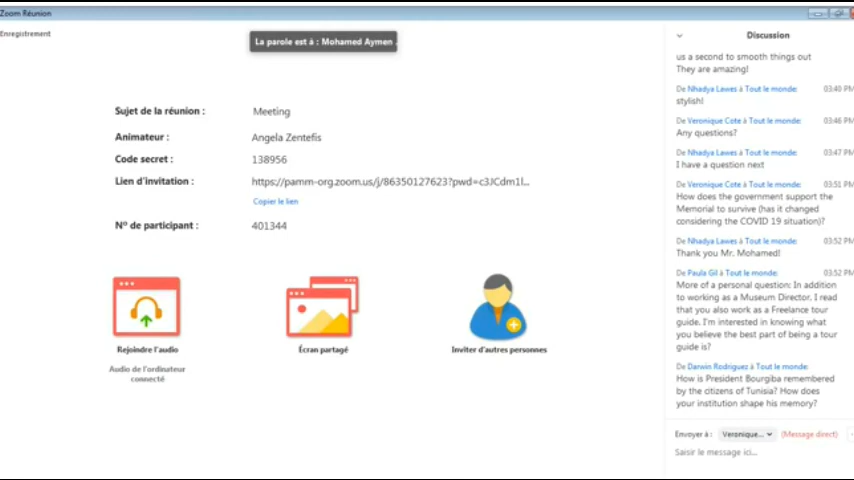 Zoom Réunion
Enregistrement
La parole est à : Mohamed Aymen
Sujet de la réunion :
Meeting
Animateur :
Angela Zentefis
Code secret :
138956
Lien d'invitation :
https://pamm-org.zoom.us/j/86350127623?pwd=c3JCdm1l...
Copier le lien
N° de participant :
401344
Rejoindre l'audio
Audio de l'ordinateur
connecté
Écran partagé
Inviter d'autres personnes
Discussion
us a second to smooth things out
They are amazing!
De Nhadya Lawes à Tout le monde: 03:40 PM
stylish!
De Veronique Cote à Tout le monde: 03:46 PM
Any questions?
De Nhadya Lawes à Tout le monde: 03:47 PM
I have a question next
De Veronique Cote à Tout le monde: 03:51 PM
How does the government support the
Memorial to survive (has it changed
considering the COVID 19 situation)?
De Nhadya Lawes à Tout le monde: 03:52 PM
Thank you Mr. Mohamed!
De Paula Gil à Tout le monde: 03:52 PM
More of a personal question: In addition
to working as a Museum Director, I read
that you also work as a Freelance tour
guide. I'm interested in knowing what
you believe the best part of being a tour
guide is?
De Darwin Rodriguez à Tout le monde:
How is President Bourgiba remembered
by the citizens of Tunisia? How does
your institution shape his memory?
Envoyer à : Veronique... (Message direct)
Saisir le message ici...